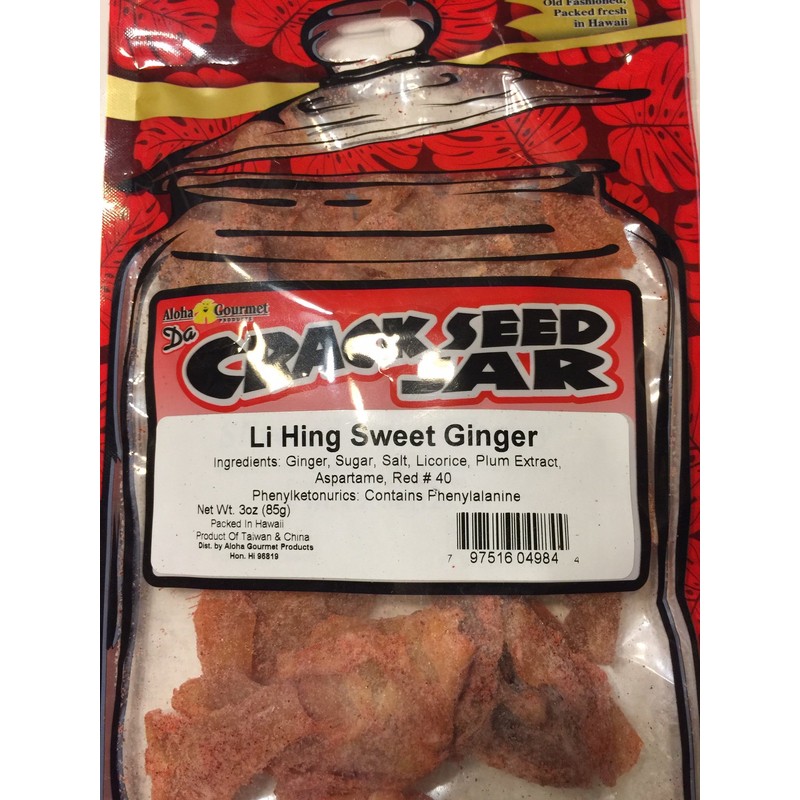 Old Fashioned,
Packed fresh
in Hawaii
Aloha Gourmet
PRODUCTS
Da
CRACK SEED
JAR
Li Hing Sweet Ginger
Ingredients: Ginger, Sugar, Salt, Licorice, Plum Extract,
Aspartame, Red # 40
Phenylketonurics: Contains Phenylalanine
Net Wt. 3oz (85g)
Packed In Hawaii
Product Of Taiwan & China
Dist. by Aloha Gourmet Products
Hon. Hi 96819
7 97516 04984 4